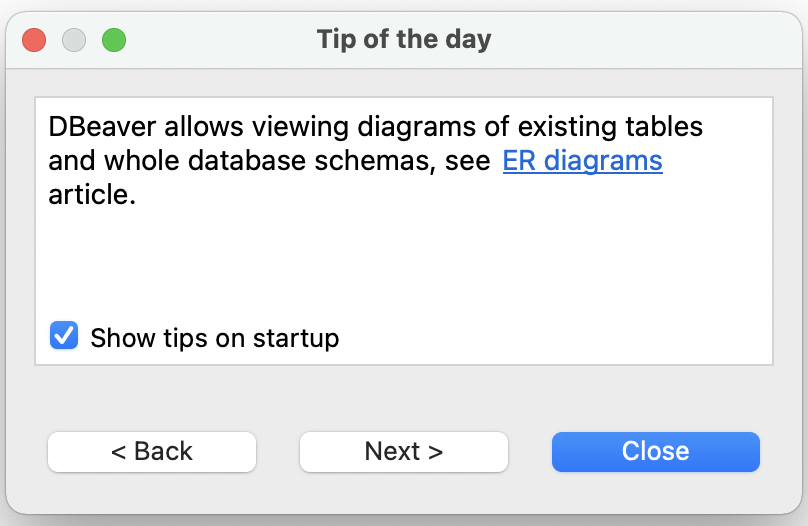 Tip of the day
DBeaver allows viewing diagrams of existing tables
and whole database schemas, see ER diagrams
article.
Show tips on startup
< Back
Next >
Close